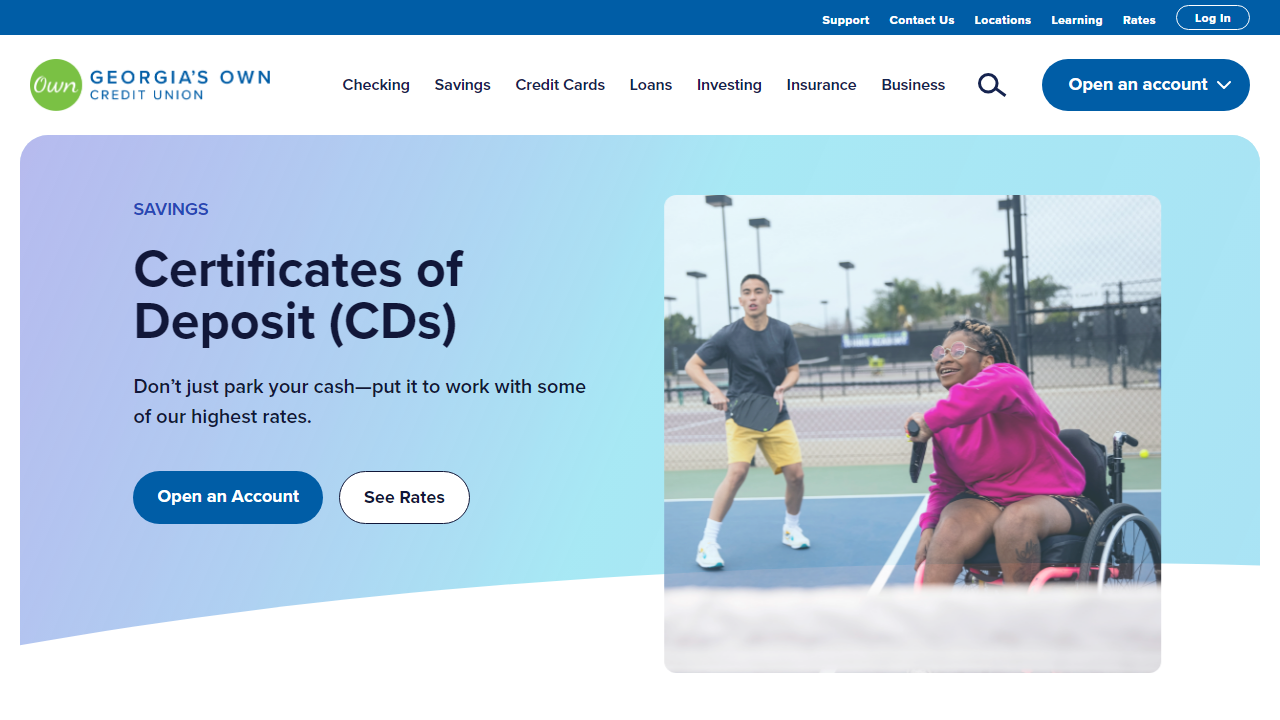 Support Contact Us Locations Learning Rates Log In
Own GEORGIA'S OWN
CREDIT UNION
Checking Savings Credit Cards Loans Investing Insurance Business Open an account
SAVINGS
Certificates of
Deposit (CDs)
Don’t just park your cash—put it to work with some
of our highest rates.
Open an Account See Rates